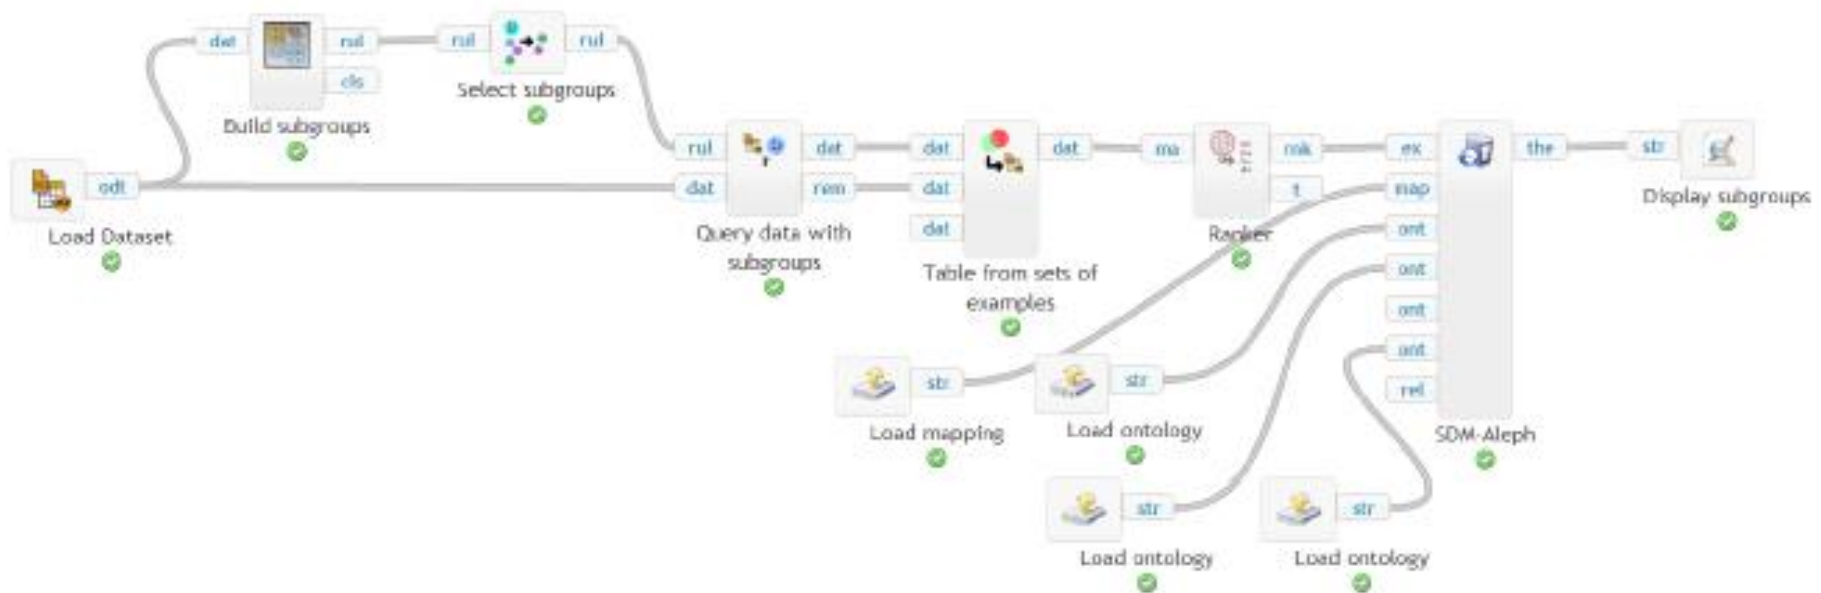 dat
rul
rul
rul
cls
Select subgroups
Build subgroups
rul
dat
dat
dat
ma
rnk
ex
the
str
odt
dat
rem
dat
t
map
Display subgroups
Load Dataset
Query data with
subgroups
dat
Ranker
ont
Table from sets of
examples
ont
ont
ont
str
str
rel
Load mapping
Load ontology
SDM-Aleph
str
str
Load ontology
Load ontology